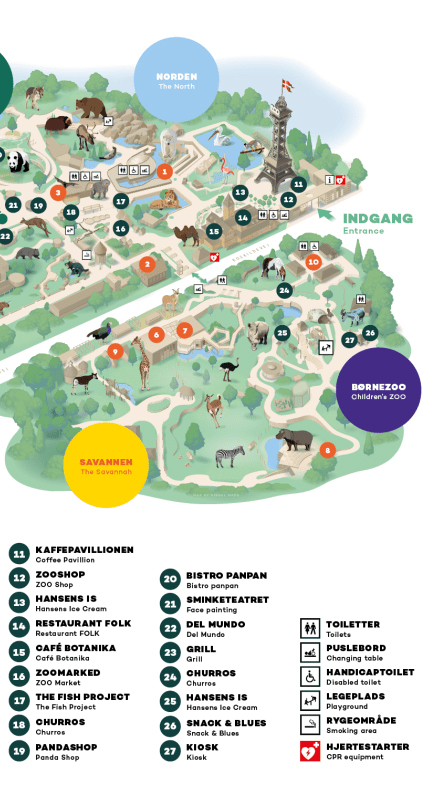 NORDEN
The North
1
3
11
12
13
14
15
16
17
18
19
21
22
i
INDGANG
Entrance
2
10
24
25
26
27
6
7
9
8
BØRNEZOO
Children's ZOO
SAVANNEN
The Savannah
11 KAFFEPAVILLIONEN
Coffee Pavillion
12 ZOOSHOP
ZOO Shop
13 HANSENS IS
Hansens Ice Cream
14 RESTAURANT FOLK
Restaurant FOLK
15 CAFÉ BOTANIKA
Café Botanika
16 ZOOMARKED
ZOO Market
17 THE FISH PROJECT
The Fish Project
18 CHURROS
Churros
19 PANDASHOP
Panda Shop
20 BISTRO PANPAN
Bistro panpan
21 SMINKETEATRET
Face painting
22 DEL MUNDO
Del Mundo
23 GRILL
Grill
24 CHURROS
Churros
25 HANSENS IS
Hansens Ice Cream
26 SNACK & BLUES
Snack & Blues
27 KIOSK
Kiosk
TOILETTER
Toilets
PUSLEBORD
Changing table
HANDICAPTOILET
Disabled toilet
LEGEPLADS
Playground
RYGEOMRÅDE
Smoking area
HJERTESTARTER
CPR equipment